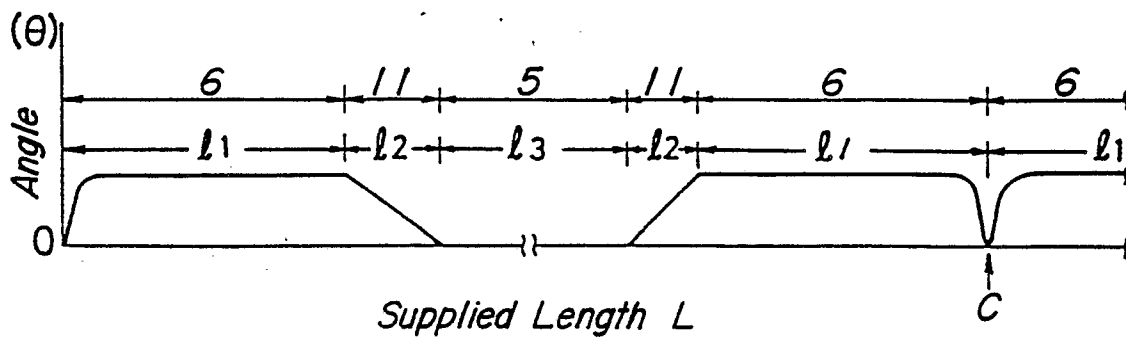 (θ)
6 11 5 11 6 6
ℓ1 ℓ2 ℓ3 ℓ2 ℓ1 ℓ1
Angle
0
C
Supplied Length L